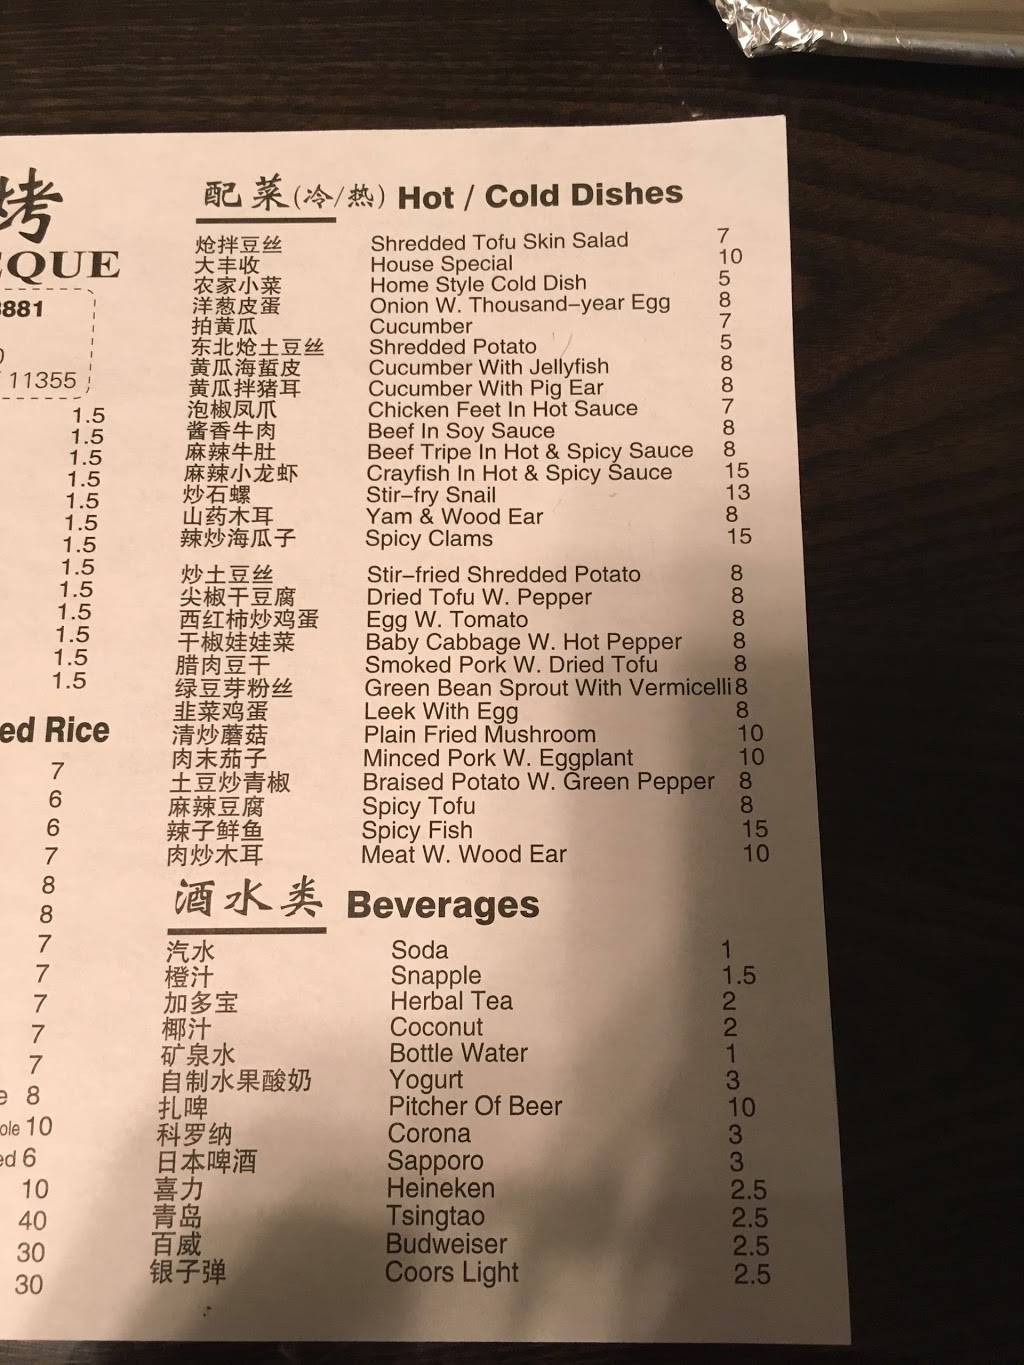 烤
QUE
8881
11355
1.5
1.5
1.5
1.5
1.5
1.5
1.5
1.5
1.5
1.5
1.5
1.5
1.5
ed Rice
7
6
6
7
8
8
7
7
7
7
7
e 8
ole 10
ed 6
10
40
30
30
配菜(冷/热) Hot / Cold Dishes
炝拌豆丝 Shredded Tofu Skin Salad 7
大丰收 House Special 10
农家小菜 Home Style Cold Dish 5
洋葱皮蛋 Onion W. Thousand-year Egg 8
拍黄瓜 Cucumber 7
东北炝土豆丝 Shredded Potato 5
黄瓜海蜇皮 Cucumber With Jellyfish 8
黄瓜拌猪耳 Cucumber With Pig Ear 8
泡椒凤爪 Chicken Feet In Hot Sauce 7
酱香牛肉 Beef In Soy Sauce 8
麻辣牛肚 Beef Tripe In Hot & Spicy Sauce 8
麻辣小龙虾 Crayfish In Hot & Spicy Sauce 15
炒石螺 Stir-fry Snail 13
山药木耳 Yam & Wood Ear 8
辣炒海瓜子 Spicy Clams 15
炒土豆丝 Stir-fried Shredded Potato 8
尖椒干豆腐 Dried Tofu W. Pepper 8
西红柿炒鸡蛋 Egg W. Tomato 8
干椒娃娃菜 Baby Cabbage W. Hot Pepper 8
腊肉豆干 Smoked Pork W. Dried Tofu 8
绿豆芽粉丝 Green Bean Sprout With Vermicelli 8
韭菜鸡蛋 Leek With Egg 8
清炒蘑菇 Plain Fried Mushroom 10
肉末茄子 Minced Pork W. Eggplant 10
土豆炒青椒 Braised Potato W. Green Pepper 8
麻辣豆腐 Spicy Tofu 8
辣子鲜鱼 Spicy Fish 15
肉炒木耳 Meat W. Wood Ear 10
酒水类 Beverages
汽水 Soda 1
橙汁 Snapple 1.5
加多宝 Herbal Tea 2
椰汁 Coconut 2
矿泉水 Bottle Water 1
自制水果酸奶 Yogurt 3
扎啤 Pitcher Of Beer 10
科罗纳 Corona 3
日本啤酒 Sapporo 3
喜力 Heineken 2.5
青岛 Tsingtao 2.5
百威 Budweiser 2.5
银子弹 Coors Light 2.5